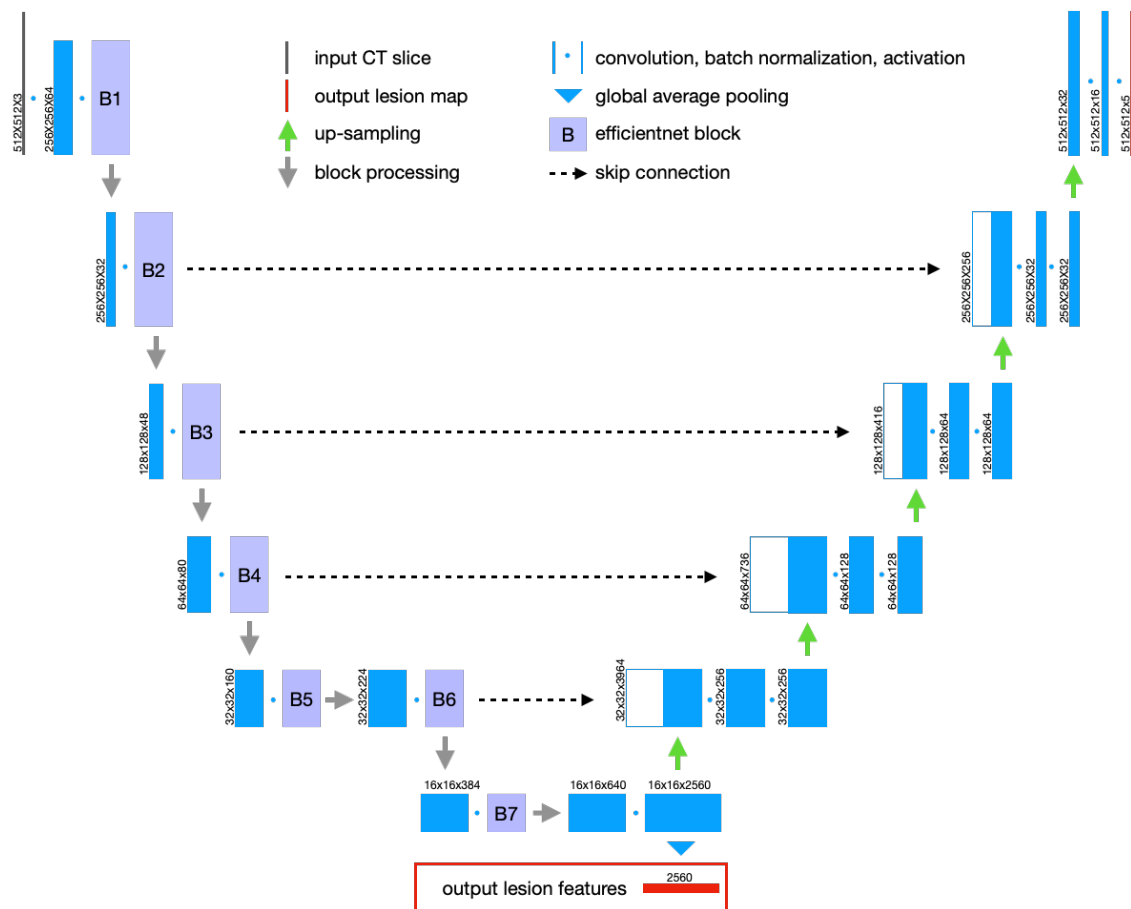 input CT slice
output lesion map
up-sampling
block processing
convolution, batch normalization, activation
global average pooling
B
efficientnet block
skip connection
512X512X3
256X256X64
B1
256X256X32
B2
128x128x48
B3
64x64x80
B4
32x32x160
B5
32x32x224
B6
16x16x384
B7
16x16x640
16x16x2560
32x32x3964
32x32x256
32x32x256
64x64x736
64x64x128
64x64x128
128x128x416
128x128x64
128x128x64
256X256X256
256X256X32
256X256X32
512x512x32
512x512x16
512x512x5
output lesion features
2560